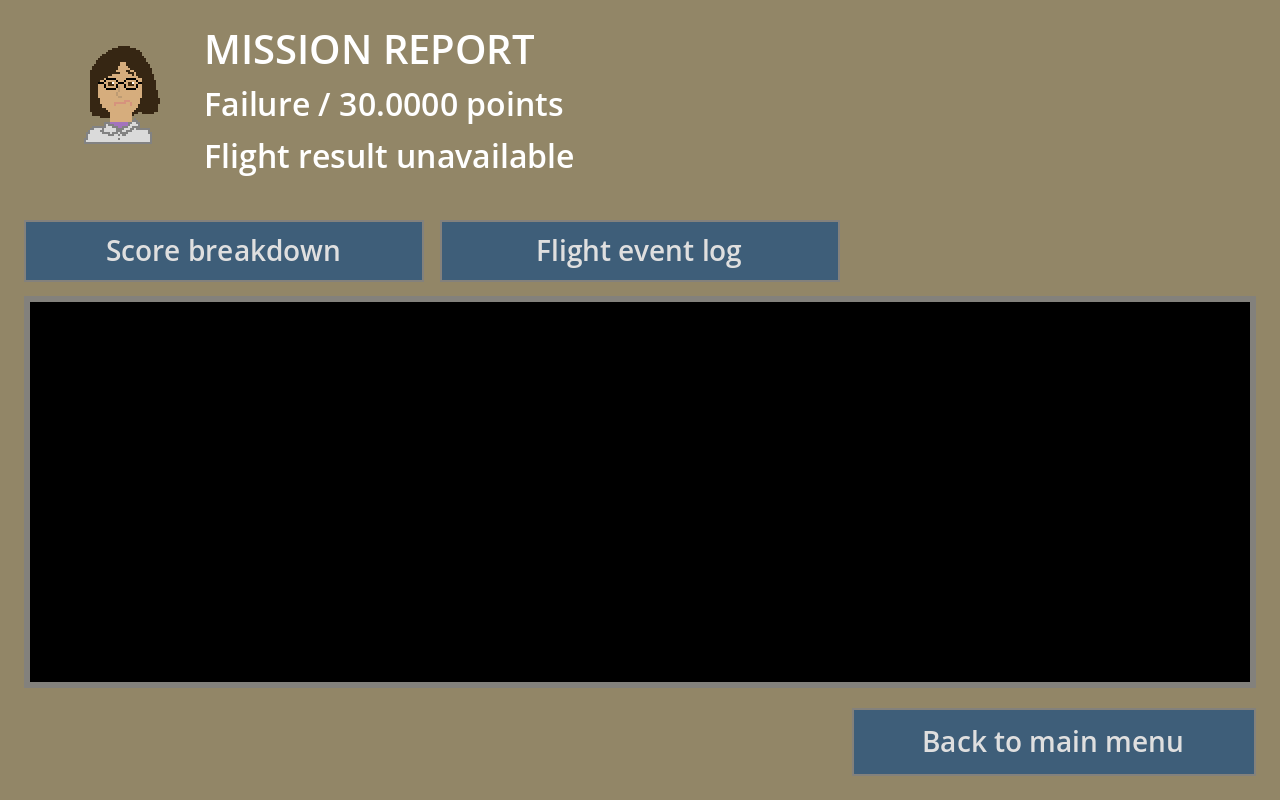 MISSION REPORT
Failure / 30.0000 points
Flight result unavailable
Score breakdown
Flight event log
Back to main menu